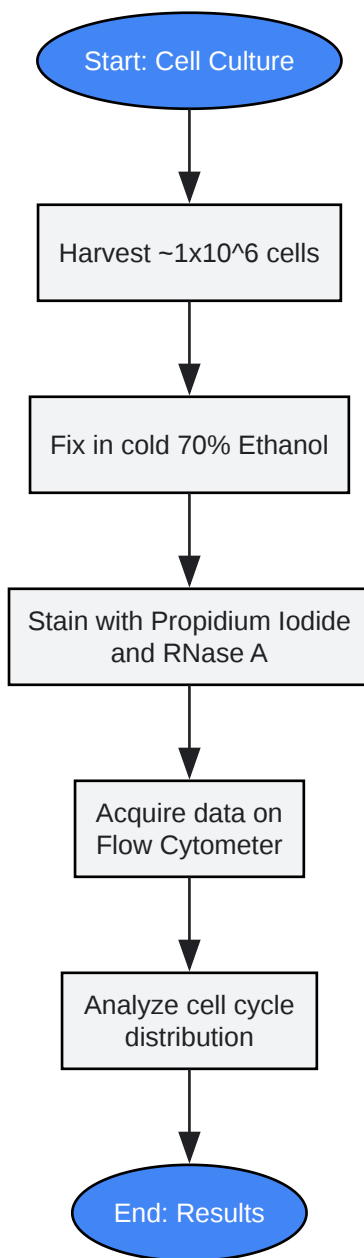 Start: Cell Culture
Harvest ~1x10^6 cells
Fix in cold 70% Ethanol
Stain with Propidium Iodide
and RNase A
Acquire data on
Flow Cytometer
Analyze cell cycle
distribution
End: Results